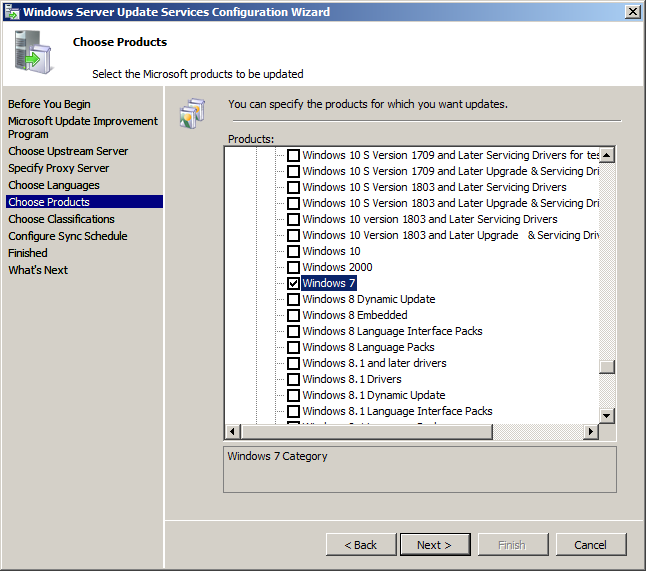 Windows Server Update Services Configuration Wizard
Choose Products
Select the Microsoft products to be updated
Before You Begin
Microsoft Update Improvement
Program
Choose Upstream Server
Specify Proxy Server
Choose Languages
Choose Products
Choose Classifications
Configure Sync Schedule
Finished
What's Next
You can specify the products for which you want updates.
Products:
Windows 10 S Version 1709 and Later Servicing Drivers for tes
Windows 10 S Version 1709 and Later Upgrade & Servicing Dri
Windows 10 S Version 1803 and Later Servicing Drivers
Windows 10 S Version 1803 and Later Upgrade & Servicing Dri
Windows 10 version 1803 and Later Servicing Drivers
Windows 10 Version 1803 and Later Upgrade   & Servicing Driv
Windows 10
Windows 2000
Windows 7
Windows 8 Dynamic Update
Windows 8 Embedded
Windows 8 Language Interface Packs
Windows 8 Language Packs
Windows 8.1 and later drivers
Windows 8.1 Drivers
Windows 8.1 Dynamic Update
Windows 8.1 Language Interface Packs
Windows 7 Category
< Back
Next >
Finish
Cancel